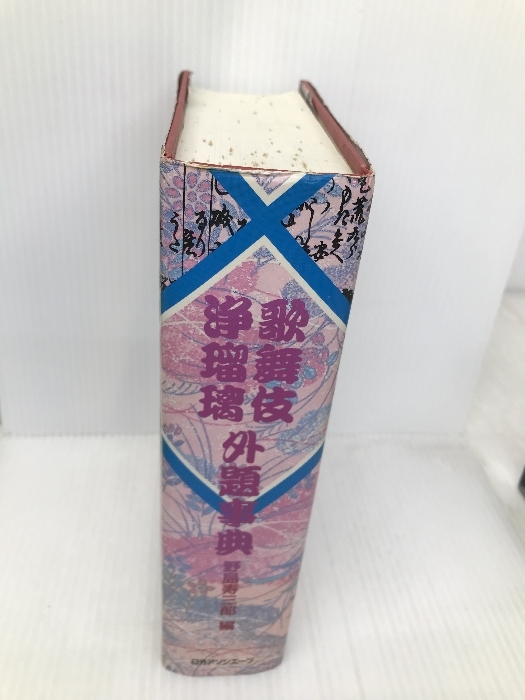 歌舞伎
浄瑠璃
外題事典
野島寿三郎 編
日外アソシエーツ